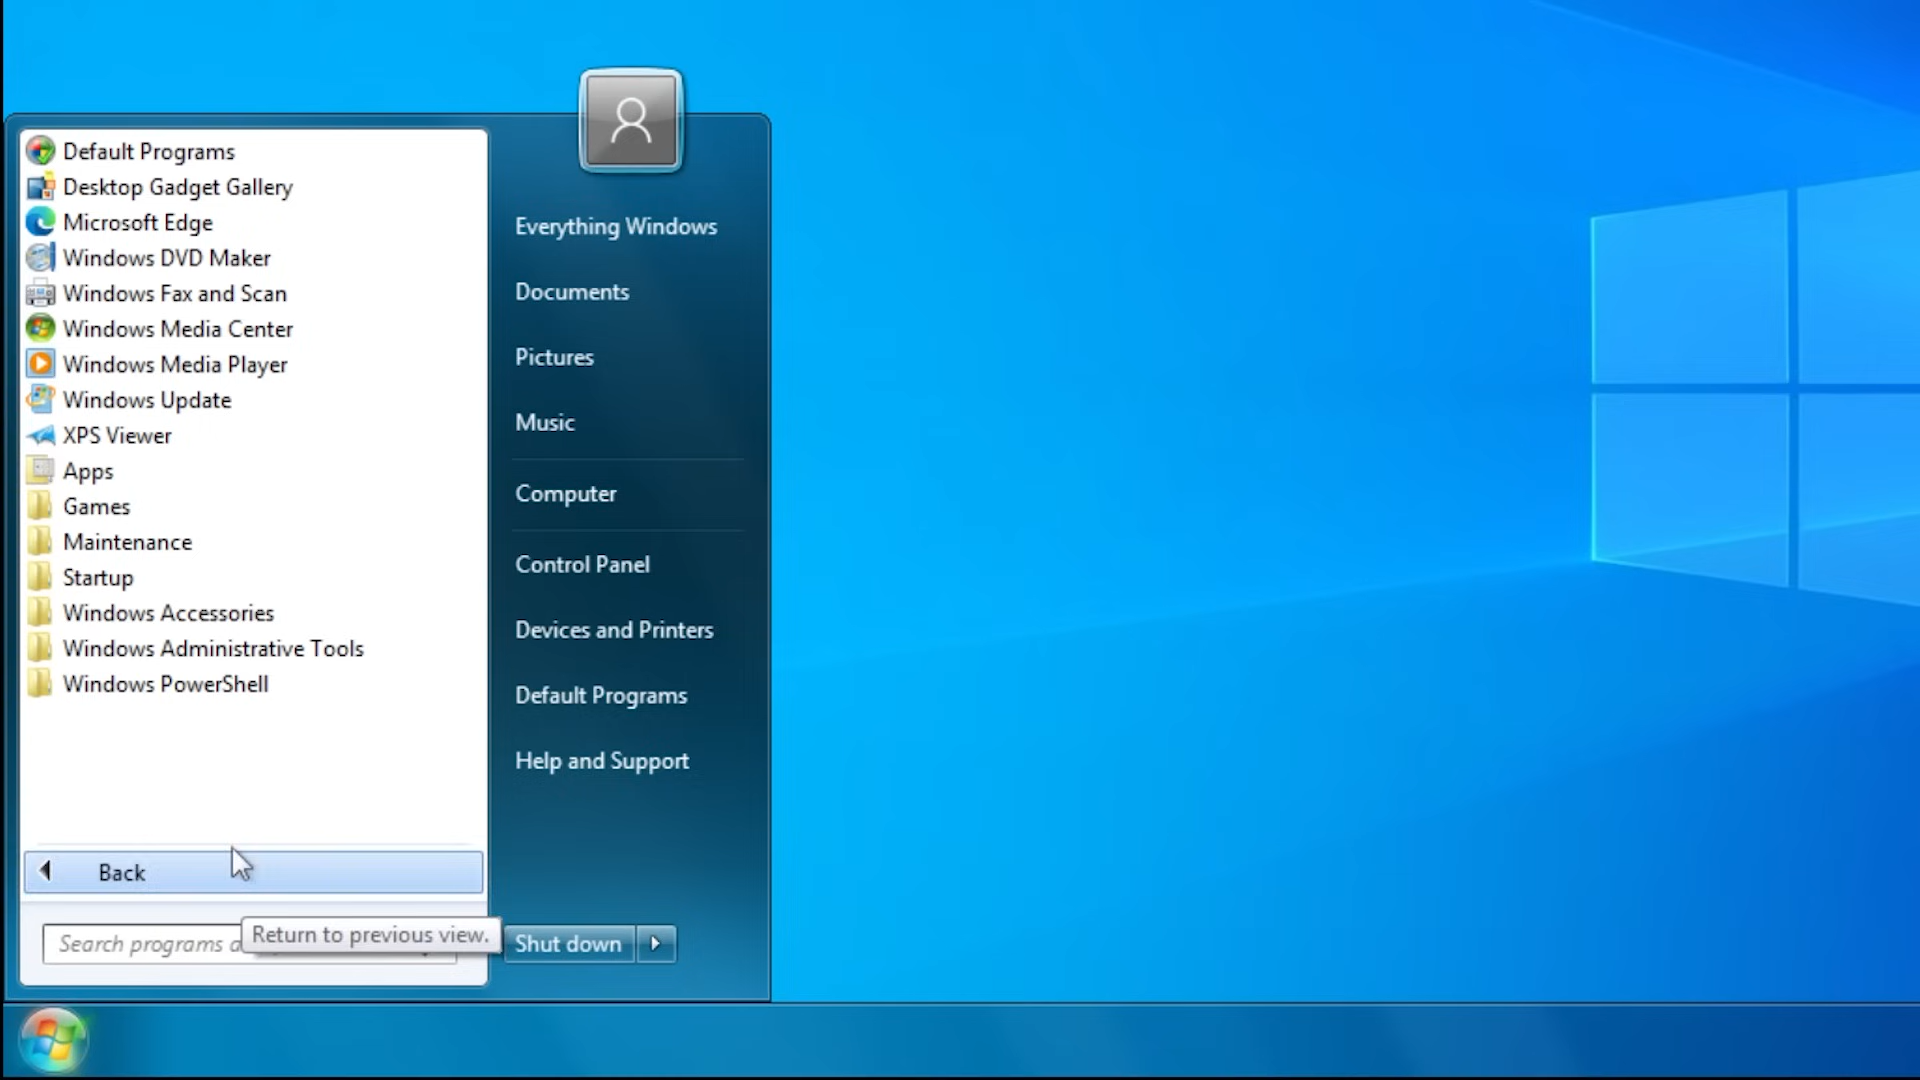 Default Programs
Desktop Gadget Gallery
Microsoft Edge
Windows DVD Maker
Windows Fax and Scan
Windows Media Center
Windows Media Player
Windows Update
XPS Viewer
Apps
Games
Maintenance
Startup
Windows Accessories
Windows Administrative Tools
Windows PowerShell
Back
Search programs
Return to previous view.
Everything Windows
Documents
Pictures
Music
Computer
Control Panel
Devices and Printers
Default Programs
Help and Support
Shut down